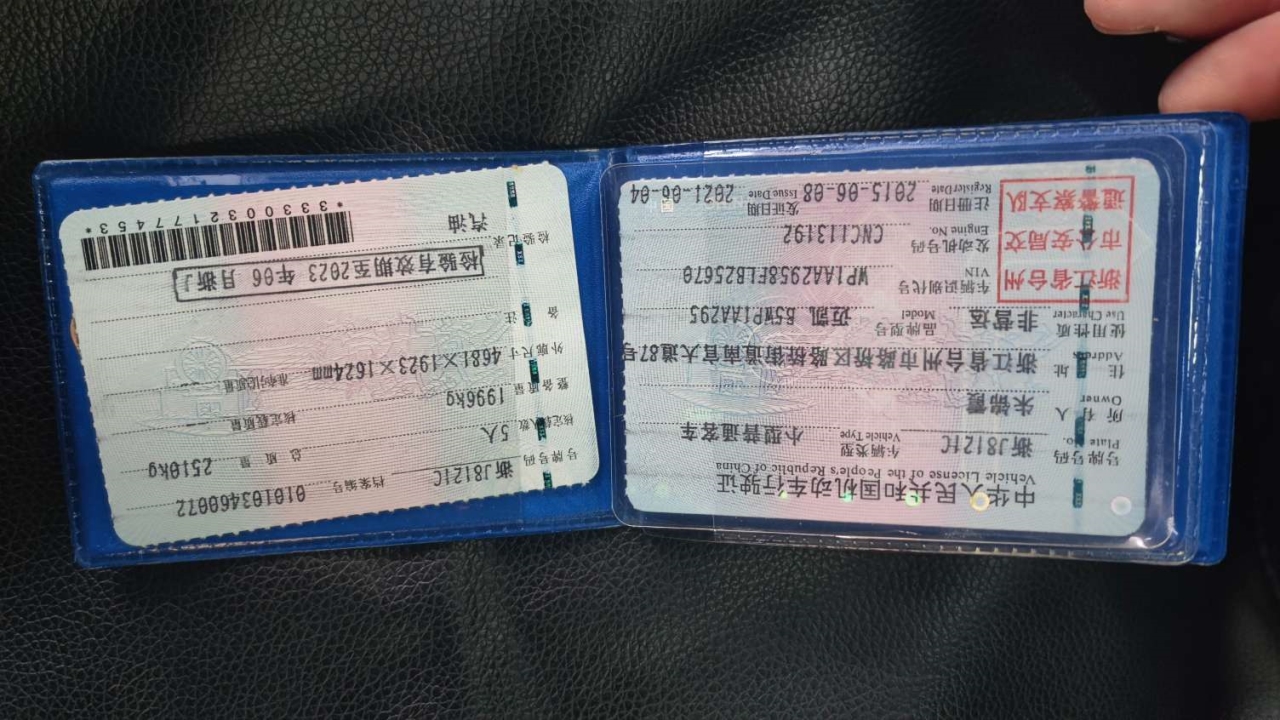 中华人民共和国机动车行驶证
Vehicle License of the People's Republic of China
号牌号码 Plate No. 浙J8121C 车辆类型 Vehicle Type 小型普通客车
所有人 Owner 朱锦霞
住址 Address 浙江省台州市路桥区路桥街道南官大道87号
使用性质 Use Character 非营运 品牌型号 Model 迈凯 B5WP1AA295
浙江省台州
市公安局交
通警察支队
车辆识别代号 VIN WP1AA2958FLB25670
发动机号码 Engine No. CNC113192
注册日期 Register Date 2015-06-08 发证日期 Issue Date 2021-06-04
号牌号码 浙J8121C 档案编号 010103460072
核定载人数 5人 总质量 2510kg
整备质量 1996kg 核定载质量
外廓尺寸 4681×1923×1624mm 准牵引总质量
备注
检验有效期至2023年06月浙J
检验记录
汽油
*3330032177453*